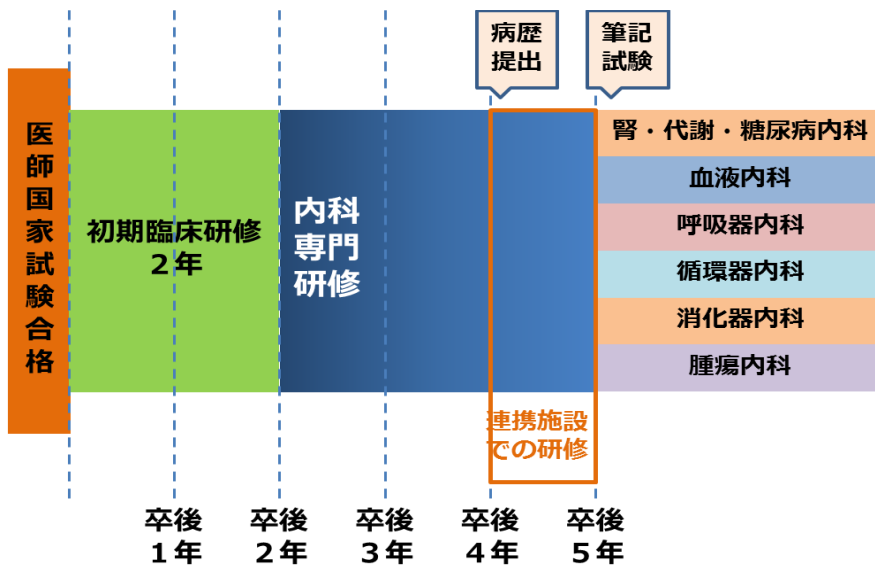 病歴
提出
筆記
試験
医師国家試験合格
初期臨床研修
２年
内科
専門
研修
腎・代謝・糖尿病内科
血液内科
呼吸器内科
循環器内科
消化器内科
腫瘍内科
連携施設
での研修
卒後
１年
卒後
２年
卒後
３年
卒後
４年
卒後
５年